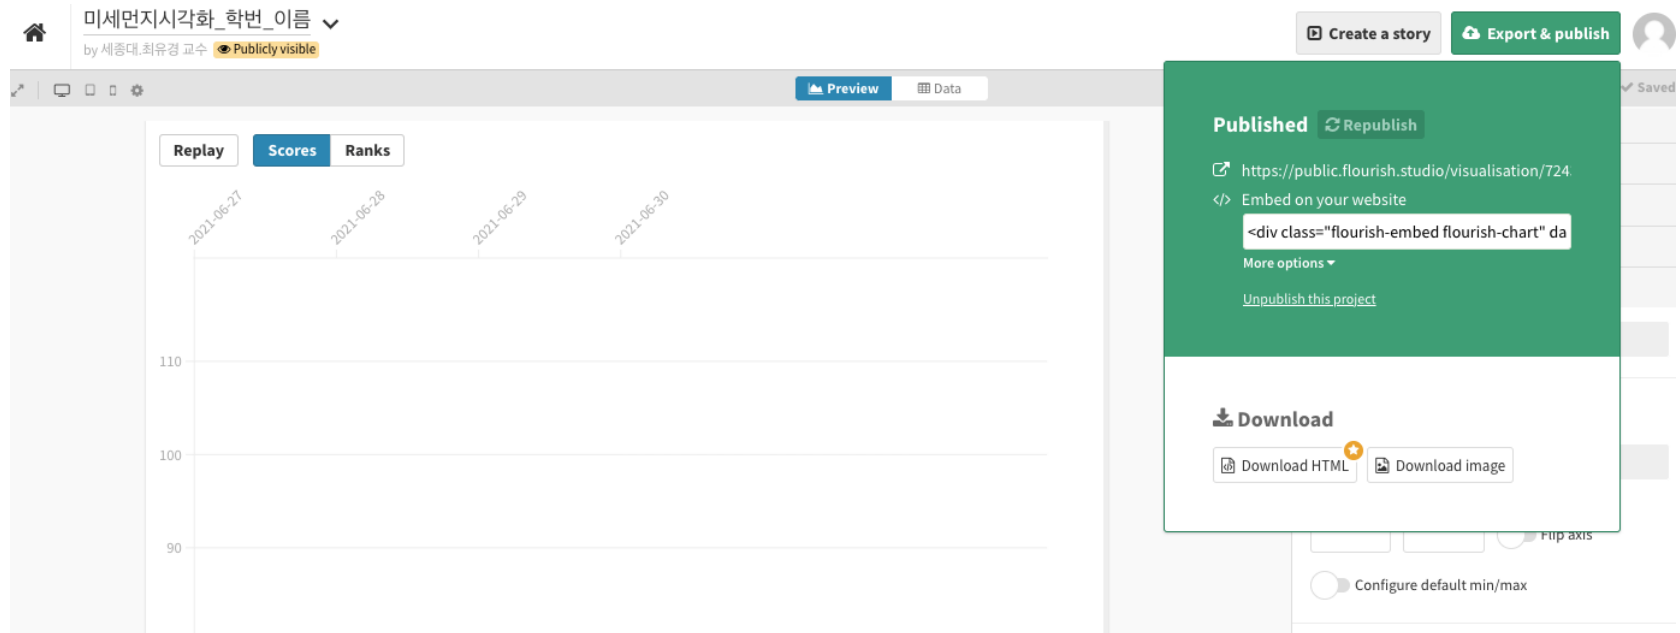 미세먼지시각화_학번_이름
by 세종대.최유경 교수 Publicly visible
Create a story
Export & publish
Preview
Data
Saved
Replay
Scores
Ranks
2021-06-27
2021-06-28
2021-06-29
2021-06-30
110
100
90
Published
Republish
https://public.flourish.studio/visualisation/724
Embed on your website
<div class="flourish-embed flourish-chart" da
More options
Unpublish this project
Download
Download HTML
Download image
Flip axis
Configure default min/max